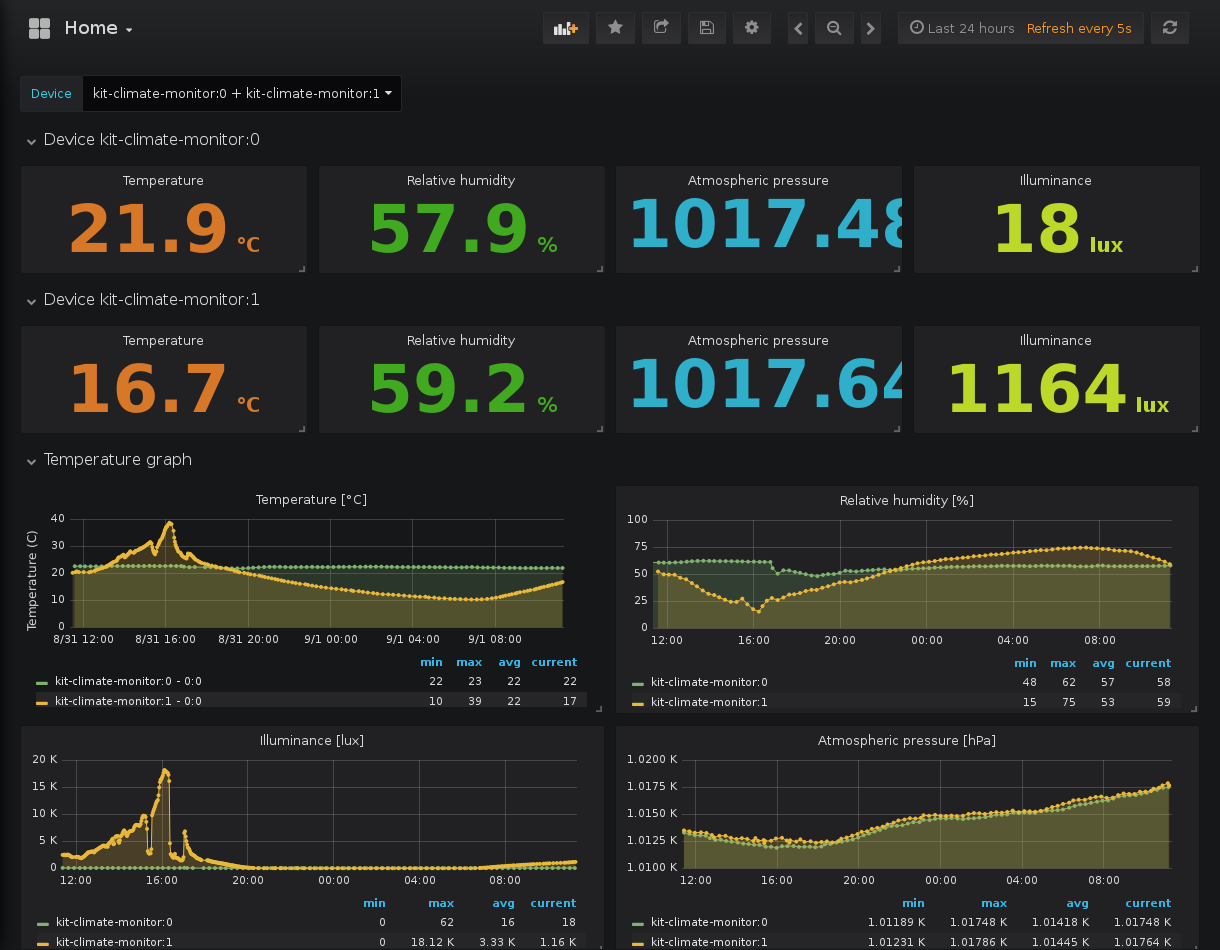 Home
Last 24 hours Refresh every 5s
Device kit-climate-monitor:0 + kit-climate-monitor:1
Device kit-climate-monitor:0
Temperature Relative humidity Atmospheric pressure Illuminance
21.9 °C 57.9 % 1017.48 18 lux
Device kit-climate-monitor:1
Temperature Relative humidity Atmospheric pressure Illuminance
16.7 °C 59.2 % 1017.64 1164 lux
Temperature graph
Temperature [°C]
Temperature (C)
40
30
20
10
0
8/31 12:00 8/31 16:00 8/31 20:00 9/1 00:00 9/1 04:00 9/1 08:00
min max avg current
kit-climate-monitor:0 - 0:0 22 23 22 22
kit-climate-monitor:1 - 0:0 10 39 22 17
Relative humidity [%]
100
75
50
25
0
12:00 16:00 20:00 00:00 04:00 08:00
min max avg current
kit-climate-monitor:0 48 62 57 58
kit-climate-monitor:1 15 75 53 59
Illuminance [lux]
20 K
15 K
10 K
5 K
0
12:00 16:00 20:00 00:00 04:00 08:00
min max avg current
kit-climate-monitor:0 0 62 16 18
kit-climate-monitor:1 0 18.12 K 3.33 K 1.16 K
Atmospheric pressure [hPa]
1.0200 K
1.0175 K
1.0150 K
1.0125 K
1.0100 K
12:00 16:00 20:00 00:00 04:00 08:00
min max avg current
kit-climate-monitor:0 1.01189 K 1.01748 K 1.01418 K 1.01748 K
kit-climate-monitor:1 1.01231 K 1.01786 K 1.01445 K 1.01764 K